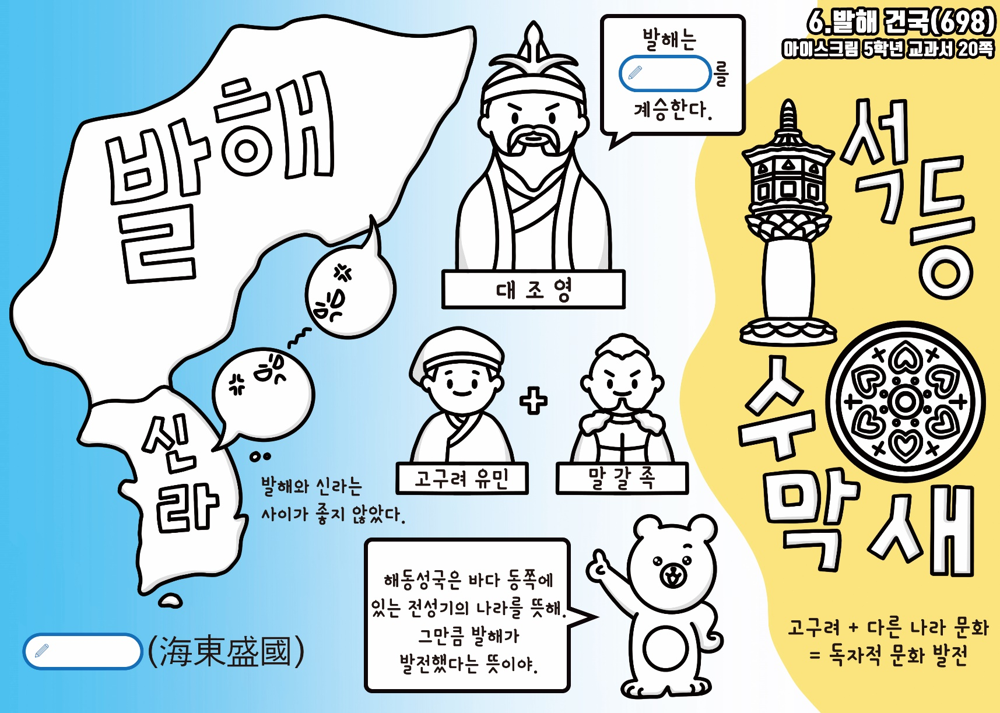 6.발해 건국(698)
아이스크림 5학년 교과서 20쪽
발해
신라
발해와 신라는
사이가 좋지 않았다.
(海東盛國)
발해는
를
계승한다.
대조영
고구려 유민
+
말갈족
해동성국은 바다 동쪽에
있는 전성기의 나라를 뜻해.
그만큼 발해가
발전했다는 뜻이야.
석등
수막새
고구려 + 다른 나라 문화
= 독자적 문화 발전